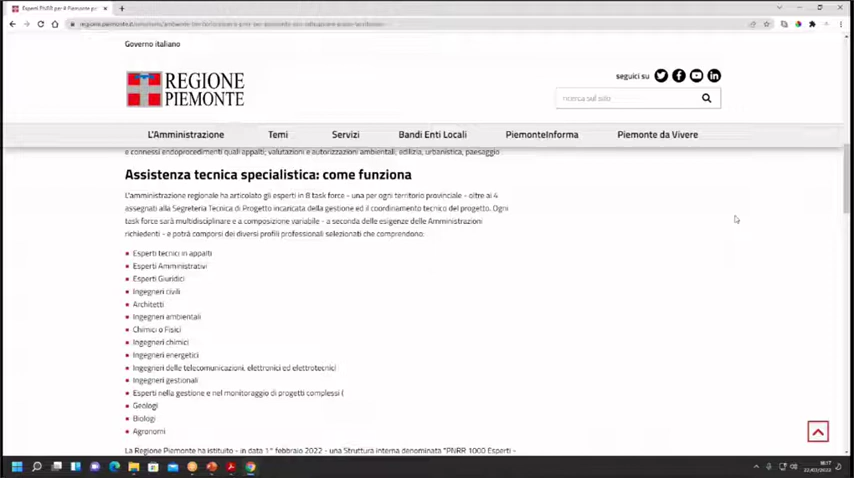 Esperti PNRR per il Piemonte
Governo italiano
REGIONE
PIEMONTE
seguici su
ricerca sul sito
L'Amministrazione Temi Servizi Bandi Enti Locali PiemonteInforma Piemonte da Vivere
e connessi endoprocedimenti quali appalti; valutazioni e autorizzazioni ambientali; edilizia, urbanistica, paesaggio
Assistenza tecnica specialistica: come funziona
L'amministrazione regionale ha articolato gli esperti in 8 task force - una per ogni territorio provinciale - oltre ai 4
assegnati alla Segreteria Tecnica di Progetto incaricata della gestione ed il coordinamento tecnico del progetto. Ogni
task force sarà multidisciplinare e a composizione variabile - a seconda delle esigenze delle Amministrazioni
richiedenti - e potrà comporsi dei diversi profili professionali selezionati che comprendono:
Esperti tecnici in appalti
Esperti Amministrativi
Esperti Giuridici
Ingegneri civili
Architetti
Ingegneri ambientali
Chimici o Fisici
Ingegneri chimici
Ingegneri energetici
Ingegneri delle telecomunicazioni, elettronici ed elettrotecnici
Ingegneri gestionali
Esperti nella gestione e nel monitoraggio di progetti complessi (
Geologi
Biologi
Agronomi
La Regione Piemonte ha istituito - in data 1° febbraio 2022 - una Struttura interna denominata "PNRR 1000 Esperti -